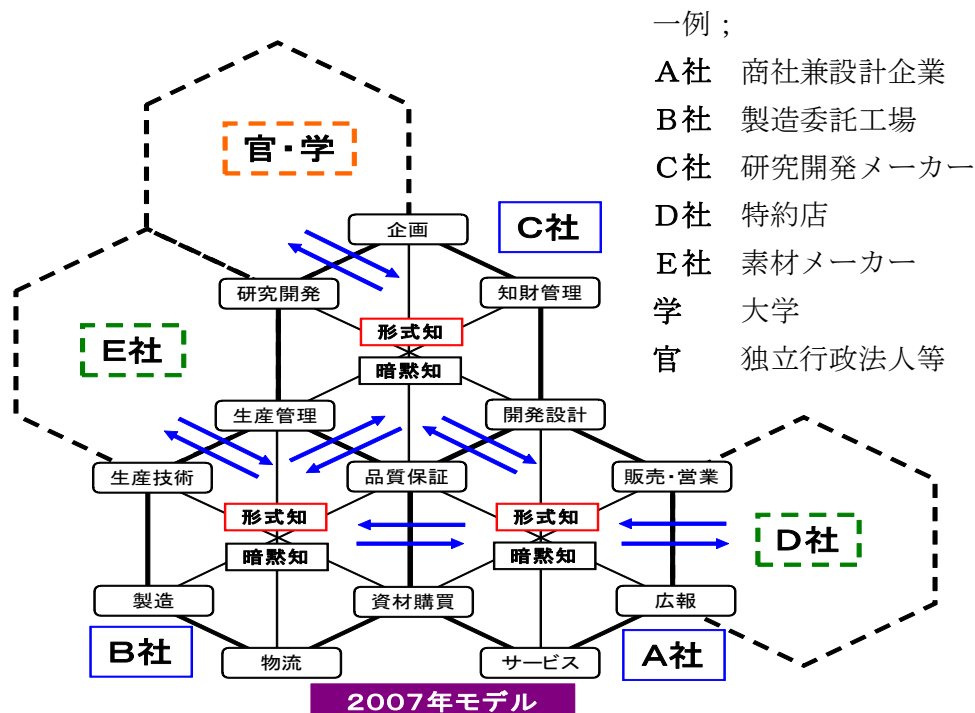 一例；
A社 商社兼設計企業
B社 製造委託工場
C社 研究開発メーカー
D社 特約店
E社 素材メーカー
学 大学
官 独立行政法人等
官・学
C社
企画
研究開発
知財管理
形式知
暗黙知
E社
生産管理
開発設計
生産技術
品質保証
販売・営業
形式知
形式知
暗黙知
暗黙知
D社
製造
資材購買
広報
B社
物流
サービス
A社
2007年モデル